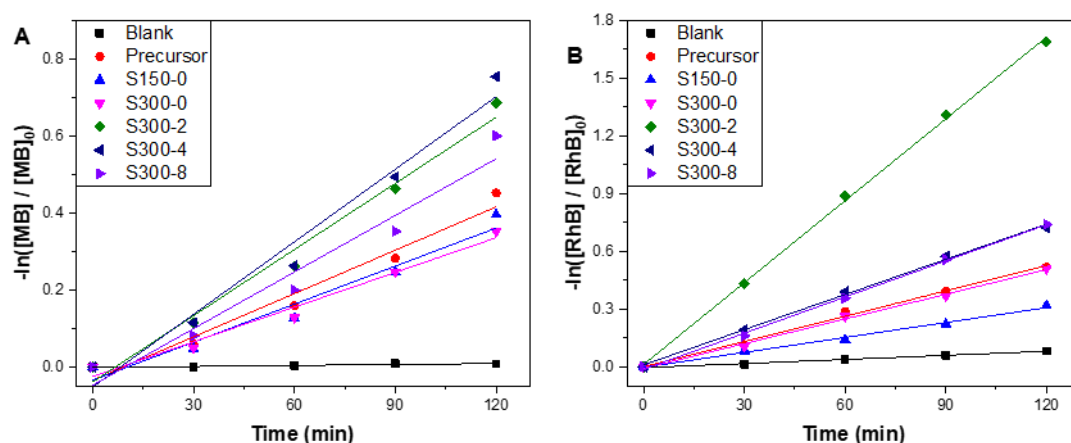 A
Blank
Precursor
S150-0
S300-0
S300-2
S300-4
S300-8
-ln([MB] / [MB]₀)
0.8
0.6
0.4
0.2
0.0
0 30 60 90 120
Time (min)
B
Blank
Precursor
S150-0
S300-0
S300-2
S300-4
S300-8
-ln([RhB] / [RhB]₀)
1.8
1.5
1.2
0.9
0.6
0.3
0.0
0 30 60 90 120
Time (min)